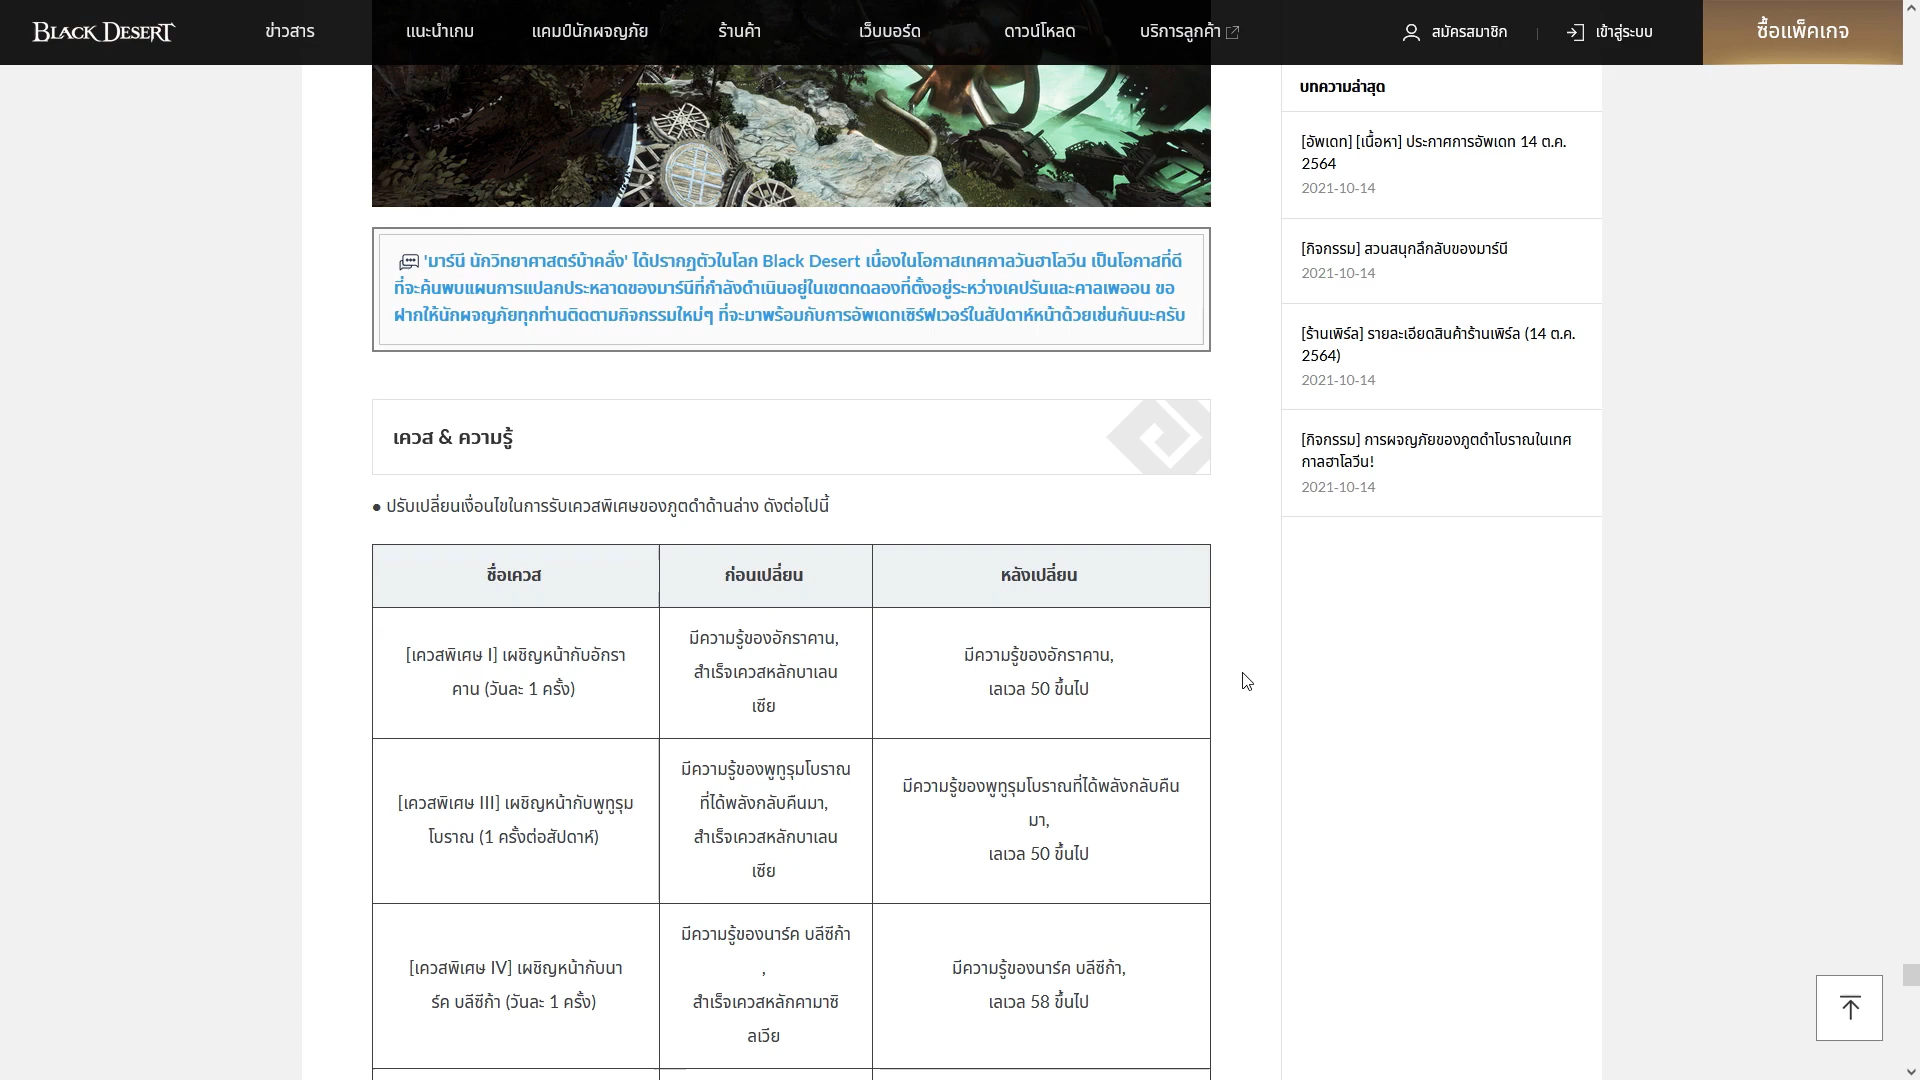 BLACK DESERT
ข่าวสาร
แนะนำเกม
แคมป์นักผจญภัย
ร้านค้า
เว็บบอร์ด
ดาวน์โหลด
บริการลูกค้า
สมัครสมาชิก
เข้าสู่ระบบ
ซื้อแพ็คเกจ
'มาร์นี นักวิทยาศาสตร์บ้าคลั่ง' ได้ปรากฏตัวในโลก Black Desert เนื่องในโอกาสเทศกาลวันฮาโลวีน เป็นโอกาสที่ดี
ที่จะค้นพบแผนการแปลกประหลาดของมาร์นีที่กำลังดำเนินอยู่ในเขตทดลองที่ตั้งอยู่ระหว่างเคปรันและคาลเพออน ขอ
ฝากให้นักผจญภัยทุกท่านติดตามกิจกรรมใหม่ๆ ที่จะมาพร้อมกับการอัพเดทเซิร์ฟเวอร์ในสัปดาห์หน้าด้วยเช่นกันนะครับ
เควส & ความรู้
● ปรับเปลี่ยนเงื่อนไขในการรับเควสพิเศษของภูตดำด้านล่าง ดังต่อไปนี้
ชื่อเควส
ก่อนเปลี่ยน
หลังเปลี่ยน
[เควสพิเศษ I] เผชิญหน้ากับอักรา
คาน (วันละ 1 ครั้ง)
มีความรู้ของอักราคาน,
สำเร็จเควสหลักบาเลน
เซีย
มีความรู้ของอักราคาน,
เลเวล 50 ขึ้นไป
[เควสพิเศษ III] เผชิญหน้ากับพูทูรุม
โบราณ (1 ครั้งต่อสัปดาห์)
มีความรู้ของพูทูรุมโบราณ
ที่ได้พลังกลับคืนมา,
สำเร็จเควสหลักบาเลน
เซีย
มีความรู้ของพูทูรุมโบราณที่ได้พลังกลับคืน
มา,
เลเวล 50 ขึ้นไป
[เควสพิเศษ IV] เผชิญหน้ากับนา
ร์ค บลีซีก้า (วันละ 1 ครั้ง)
มีความรู้ของนาร์ค บลีซีก้า
,
สำเร็จเควสหลักคามาซิ
ลเวีย
มีความรู้ของนาร์ค บลีซีก้า,
เลเวล 58 ขึ้นไป
บทความล่าสุด
[อัพเดท] [เนื้อหา] ประกาศการอัพเดท 14 ต.ค.
2564
2021-10-14
[กิจกรรม] สวนสนุกลึกลับของมาร์นี
2021-10-14
[ร้านเพิร์ล] รายละเอียดสินค้าร้านเพิร์ล (14 ต.ค.
2564)
2021-10-14
[กิจกรรม] การผจญภัยของภูตดำโบราณในเทศ
กาลฮาโลวีน!
2021-10-14